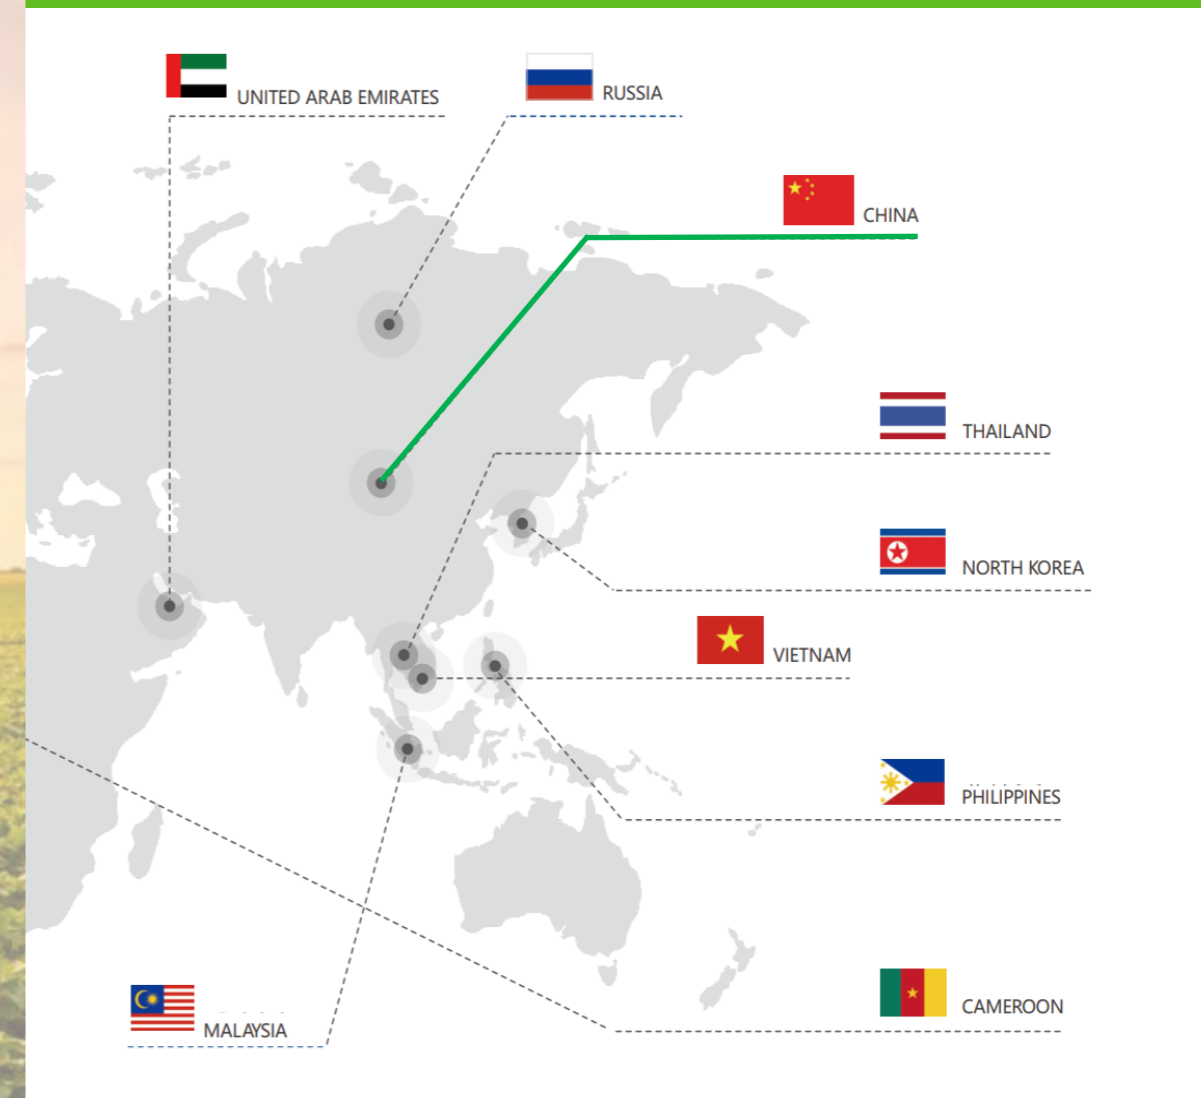 UNITED ARAB EMIRATES
RUSSIA
CHINA
THAILAND
NORTH KOREA
VIETNAM
PHILIPPINES
CAMEROON
MALAYSIA